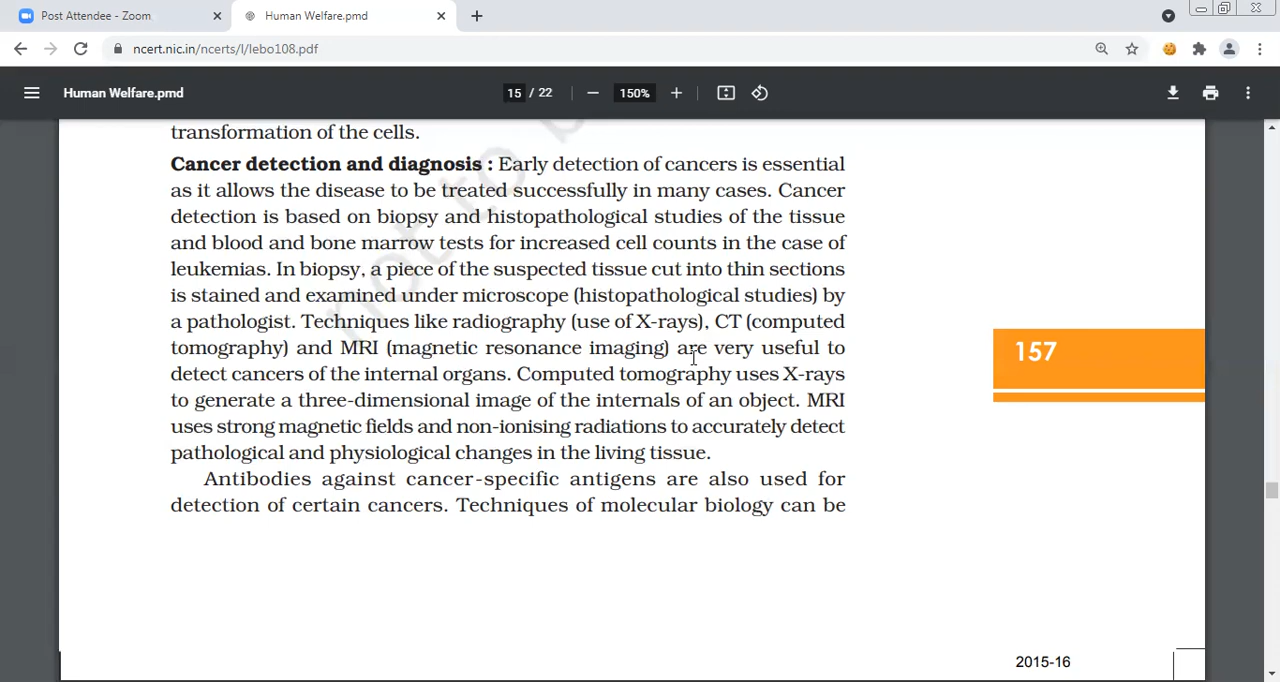 Post Attendee - Zoom
Human Welfare.pmd
ncert.nic.in/ncerts/l/lebo108.pdf
Human Welfare.pmd
15 / 22
150%
transformation of the cells.
Cancer detection and diagnosis : Early detection of cancers is essential
as it allows the disease to be treated successfully in many cases. Cancer
detection is based on biopsy and histopathological studies of the tissue
and blood and bone marrow tests for increased cell counts in the case of
leukemias. In biopsy, a piece of the suspected tissue cut into thin sections
is stained and examined under microscope (histopathological studies) by
a pathologist. Techniques like radiography (use of X-rays), CT (computed
tomography) and MRI (magnetic resonance imaging) are very useful to
detect cancers of the internal organs. Computed tomography uses X-rays
to generate a three-dimensional image of the internals of an object. MRI
uses strong magnetic fields and non-ionising radiations to accurately detect
pathological and physiological changes in the living tissue.
157
Antibodies against cancer-specific antigens are also used for
detection of certain cancers. Techniques of molecular biology can be
not to b
2015-16